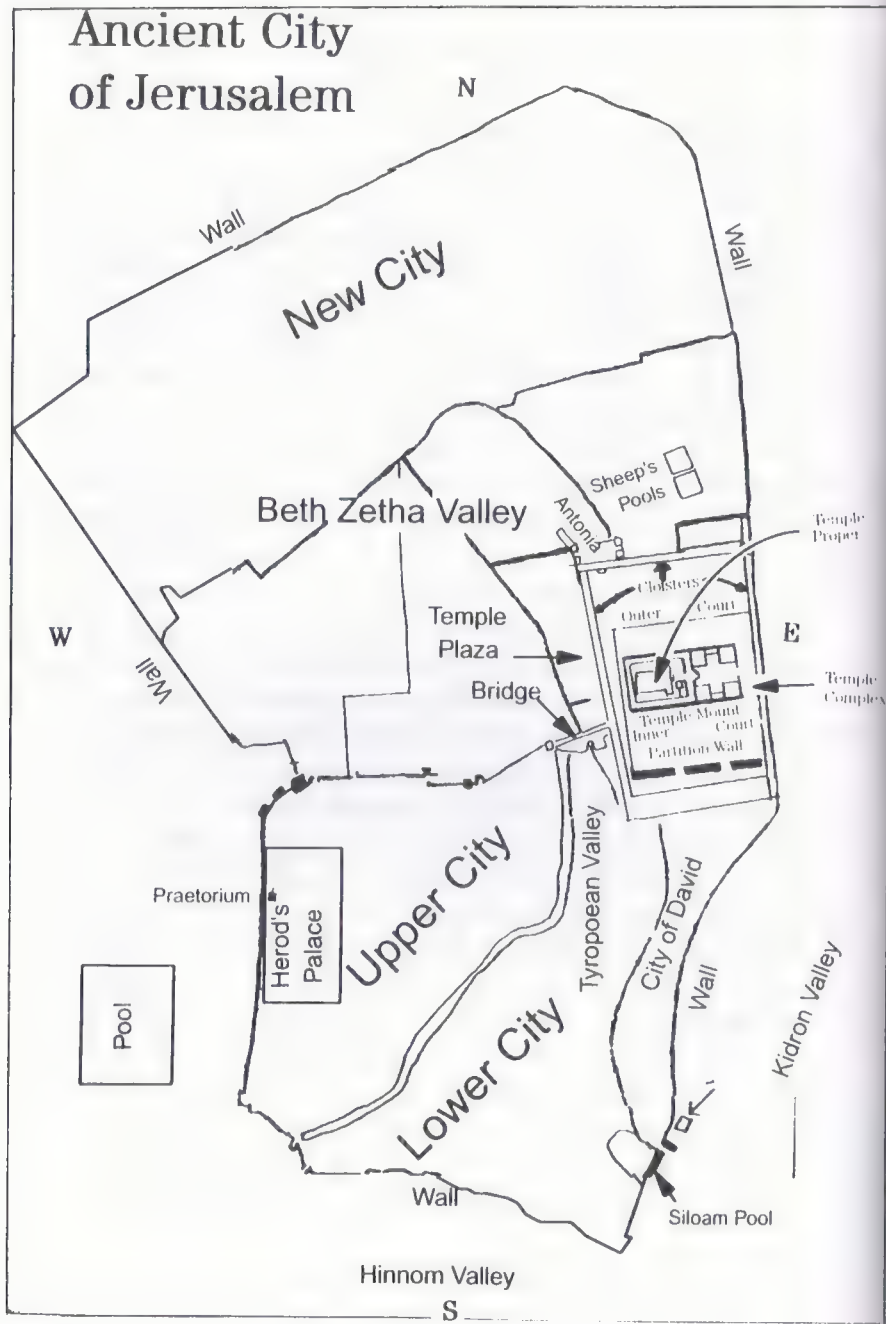 Ancient City
of Jerusalem
N
Wall
Wall
New City
Sheep's
Pools
Beth Zetha Valley
Antonia
Temple
Proper
Cloisters
Outer Court
W
E
Temple
Plaza
Wall
Bridge
Temple
Complex
Temple Mount
Inner Court
Partition Wall
Upper City
Tyropoean Valley
City of David
Praetorium
Herod's
Palace
Wall
Pool
Kidron Valley
Lower City
Wall
Siloam Pool
Hinnom Valley
S